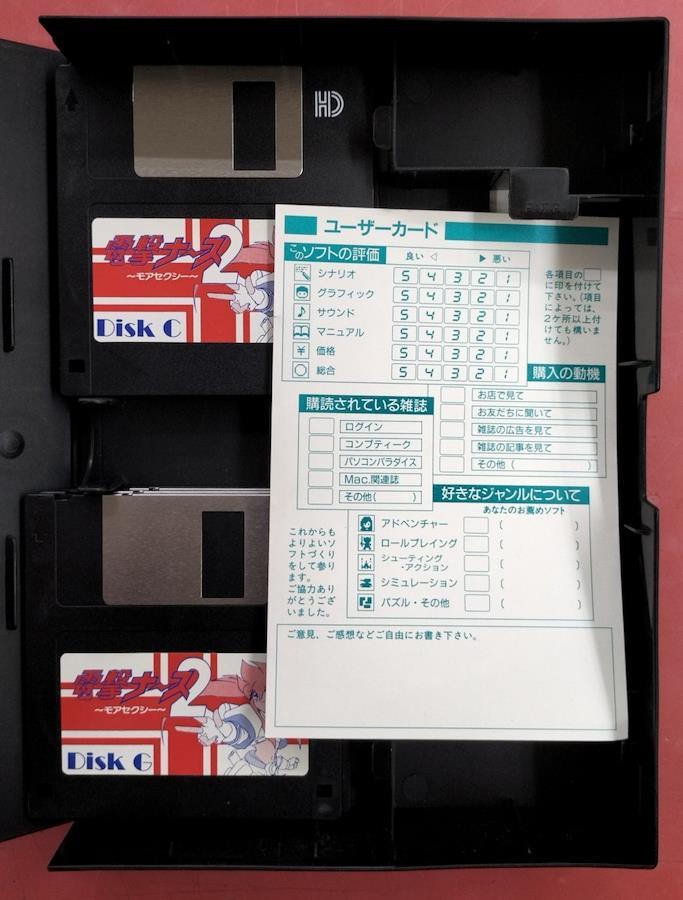 HD
電撃ナース2
～モアセクシー～
Disk C
電撃ナース2
～モアセクシー～
Disk G
ユーザーカード
このソフトの評価
良い ◁ ▶ 悪い
シナリオ 5 4 3 2 1
グラフィック 5 4 3 2 1
サウンド 5 4 3 2 1
マニュアル 5 4 3 2 1
¥ 価格 5 4 3 2 1
総合 5 4 3 2 1
各項目の□
に印を付けて
下さい。(項目
によっては、
2ケ所以上付
けても構いま
せん。)
購入の動機
お店で見て
お友だちに聞いて
雑誌の広告を見て
雑誌の記事を見て
その他 ( )
購読されている雑誌
ログイン
コンプティーク
パソコンパラダイス
Mac.関連誌
その他( )
好きなジャンルについて
あなたのお薦めソフト
アドベンチャー ( )
ロールプレイング ( )
シューティング
・アクション ( )
シミュレーション ( )
パズル・その他 ( )
これからも
よりよいソ
フトづくり
をして参り
ます。
ご協力あり
がとうござ
いました。
ご意見、ご感想などご自由にお書き下さい。